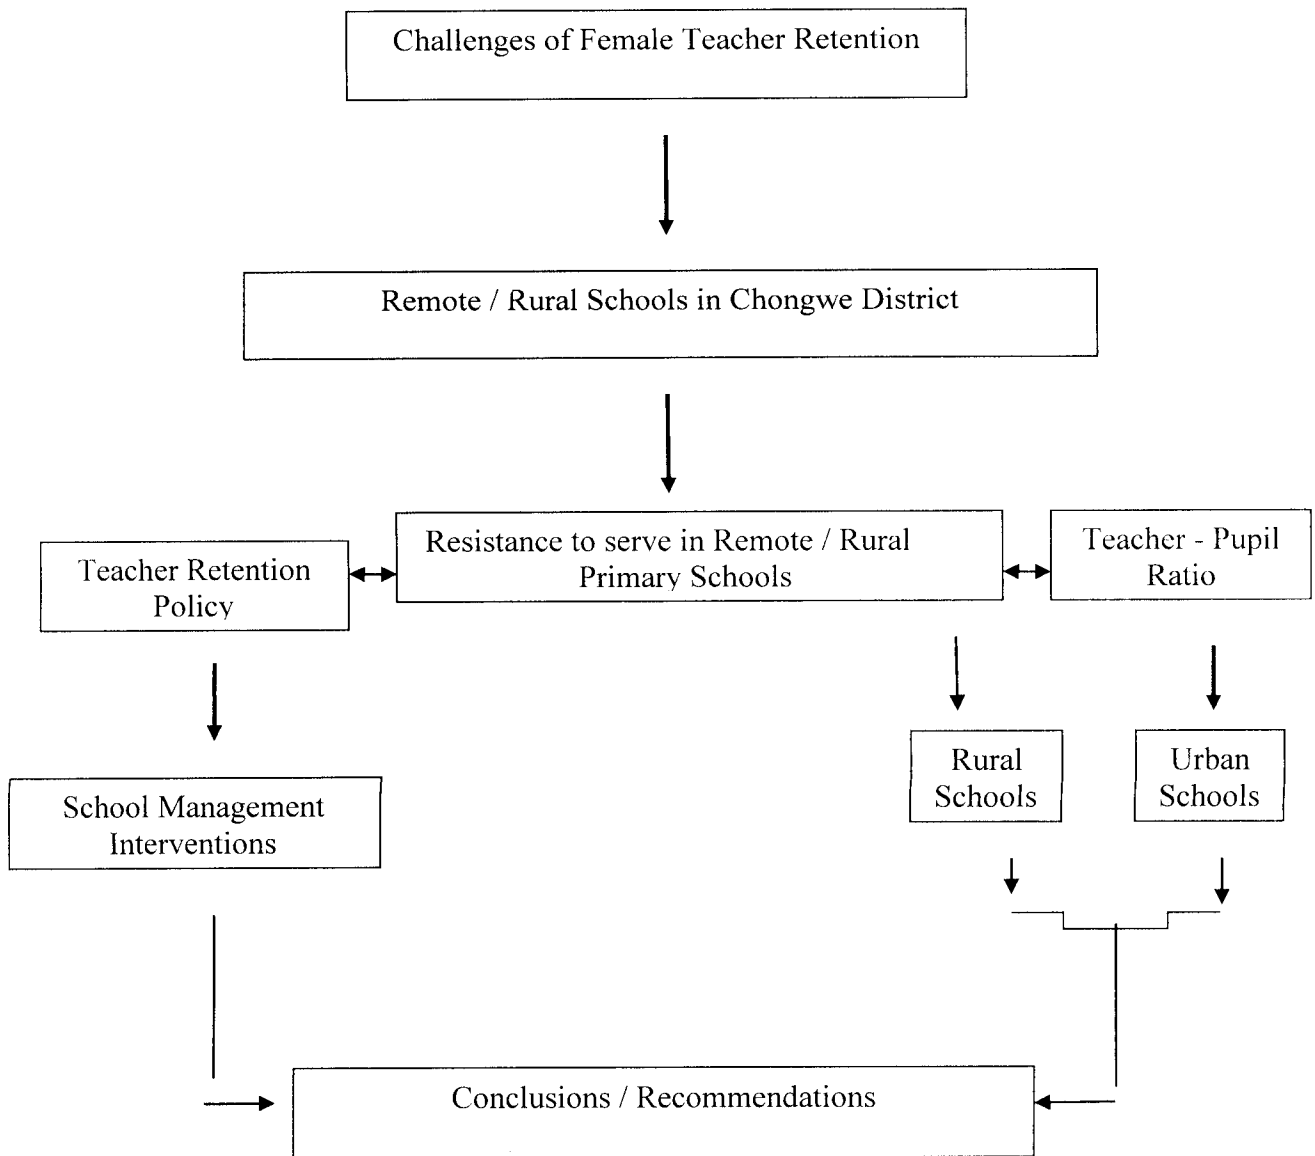 Challenges of Female Teacher Retention
Remote / Rural Schools in Chongwe District
Resistance to serve in Remote / Rural
Primary Schools
Teacher Retention
Policy
Teacher - Pupil
Ratio
School Management
Interventions
Rural
Schools
Urban
Schools
Conclusions / Recommendations